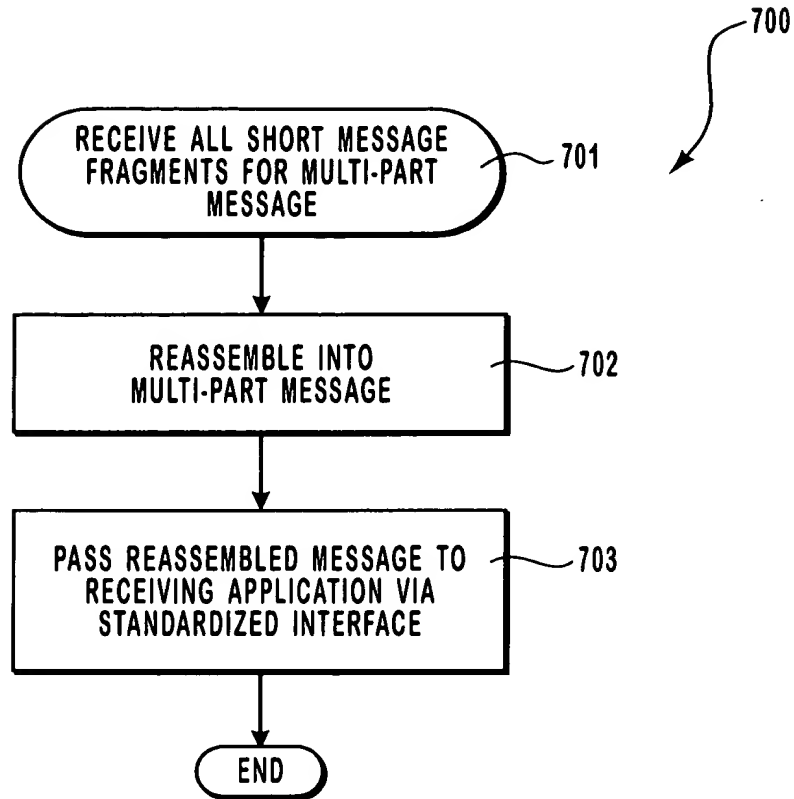 700
RECEIVE ALL SHORT MESSAGE
FRAGMENTS FOR MULTI-PART
MESSAGE
701
REASSEMBLE INTO
MULTI-PART MESSAGE
702
PASS REASSEMBLED MESSAGE TO
RECEIVING APPLICATION VIA
STANDARDIZED INTERFACE
703
END